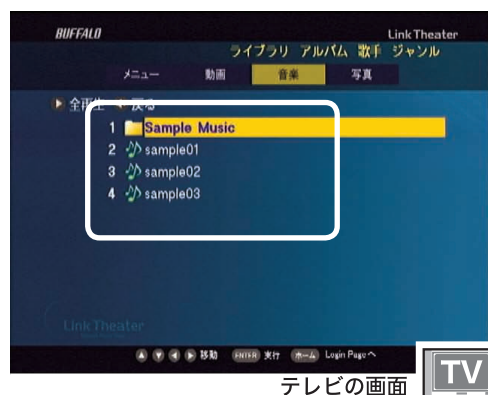 BUFFALO
LinkTheater
ライブラリ アルバム 歌手 ジャンル
メニュー 動画 音楽 写真
全再生 戻る
1 Sample Music
2 sample01
3 sample02
4 sample03
LinkTheater
移動 ENTER 実行 ホーム Login Pageへ
テレビの画面
TV